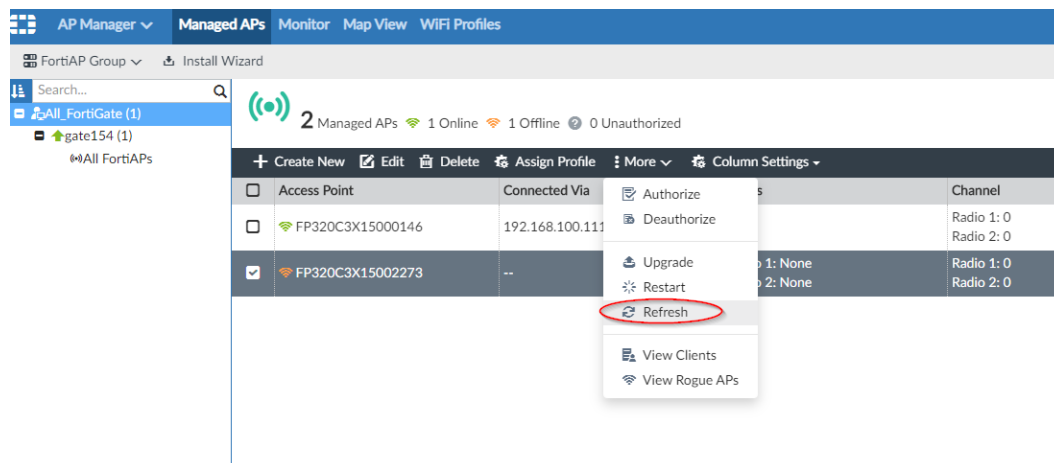 AP Manager Managed APs Monitor Map View WiFi Profiles
FortiAP Group Install Wizard
Search...
All_FortiGate (1)
gate154 (1)
All FortiAPs
2 Managed APs 1 Online 1 Offline 0 Unauthorized
Create New Edit Delete Assign Profile More Column Settings
Access Point Connected Via s Channel
FP320C3X15000146 192.168.100.111 Radio 1: 0
Radio 2: 0
FP320C3X15002273 -- o 1: None Radio 1: 0
o 2: None Radio 2: 0
Authorize
Deauthorize
Upgrade
Restart
Refresh
View Clients
View Rogue APs